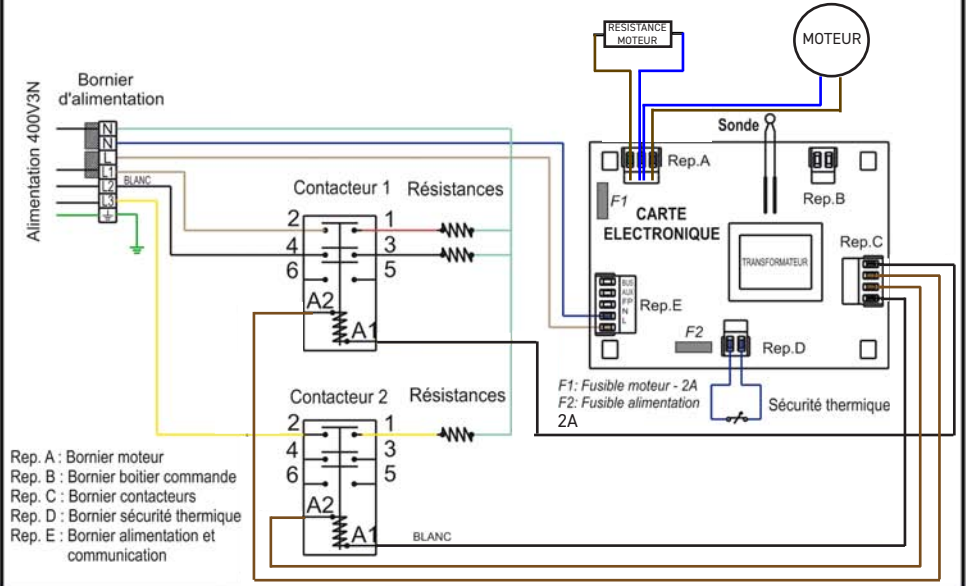 RESISTANCE
MOTEUR
MOTEUR
Bornier
d'alimentation
Alimentation 400V3N
N
N
L
L1
L2
L3
BLANC
Sonde
Rep.A
Rep.B
F1
CARTE
ELECTRONIQUE
TRANSFORMATEUR
Rep.C
Contacteur 1
Résistances
2
1
4
3
6
5
A2
A1
BUS
AUX
FP
N
L
Rep.E
F2
Rep.D
F1: Fusible moteur - 2A
F2: Fusible alimentation
2A
Sécurité thermique
Contacteur 2
Résistances
2
1
4
3
6
5
A2
A1
BLANC
Rep. A : Bornier moteur
Rep. B : Bornier boitier commande
Rep. C : Bornier contacteurs
Rep. D : Bornier sécurité thermique
Rep. E : Bornier alimentation et
communication